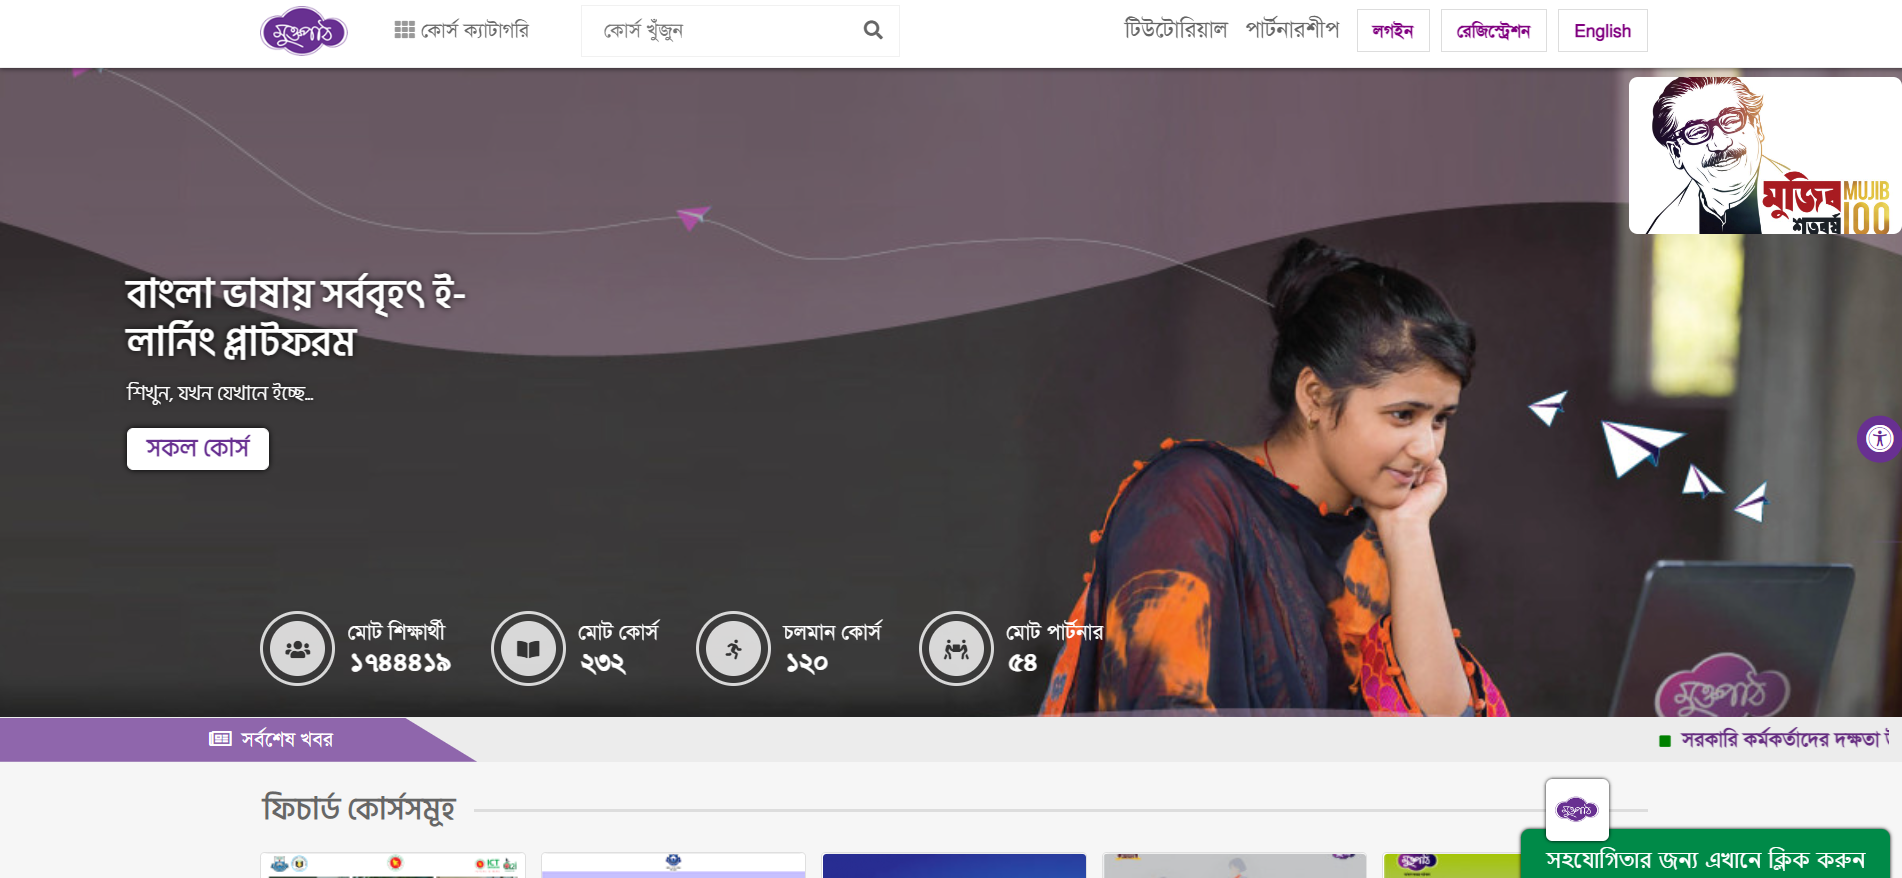 মুক্তপাঠ
কোর্স ক্যাটাগরি
কোর্স খুঁজুন
টিউটোরিয়াল
পার্টনারশীপ
লগইন
রেজিস্ট্রেশন
English
মুজিব
শতবর্ষ
MUJIB
100
বাংলা ভাষায় সর্ববৃহৎ ই-
লার্নিং প্লাটফরম
শিখুন, যখন যেখানে ইচ্ছে...
সকল কোর্স
মোট শিক্ষার্থী
১৭৪৪৪১৯
মোট কোর্স
২৩২
চলমান কোর্স
১২০
মোট পার্টনার
৫৪
মুক্তপাঠ
সর্বশেষ খবর
সরকারি কর্মকর্তাদের দক্ষতা
ফিচার্ড কোর্সসমূহ
মুক্তপাঠ
ICT
মুক্তপাঠ
সহযোগিতার জন্য এখানে ক্লিক করুন